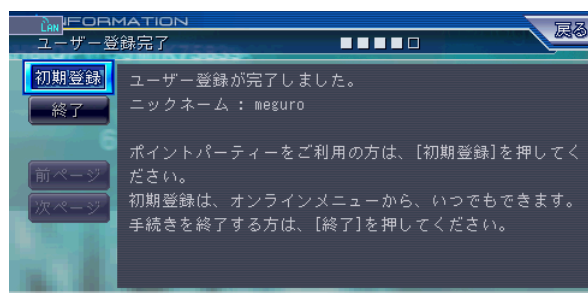 LAN
INFORMATION
ユーザー登録完了
戻る
初期登録
終了
前ページ
次ページ
ユーザー登録が完了しました。
ニックネーム : meguro
ポイントパーティーをご利用の方は、[初期登録]を押してく
ださい。
初期登録は、オンラインメニューから、いつでもできます。
手続きを終了する方は、[終了]を押してください。